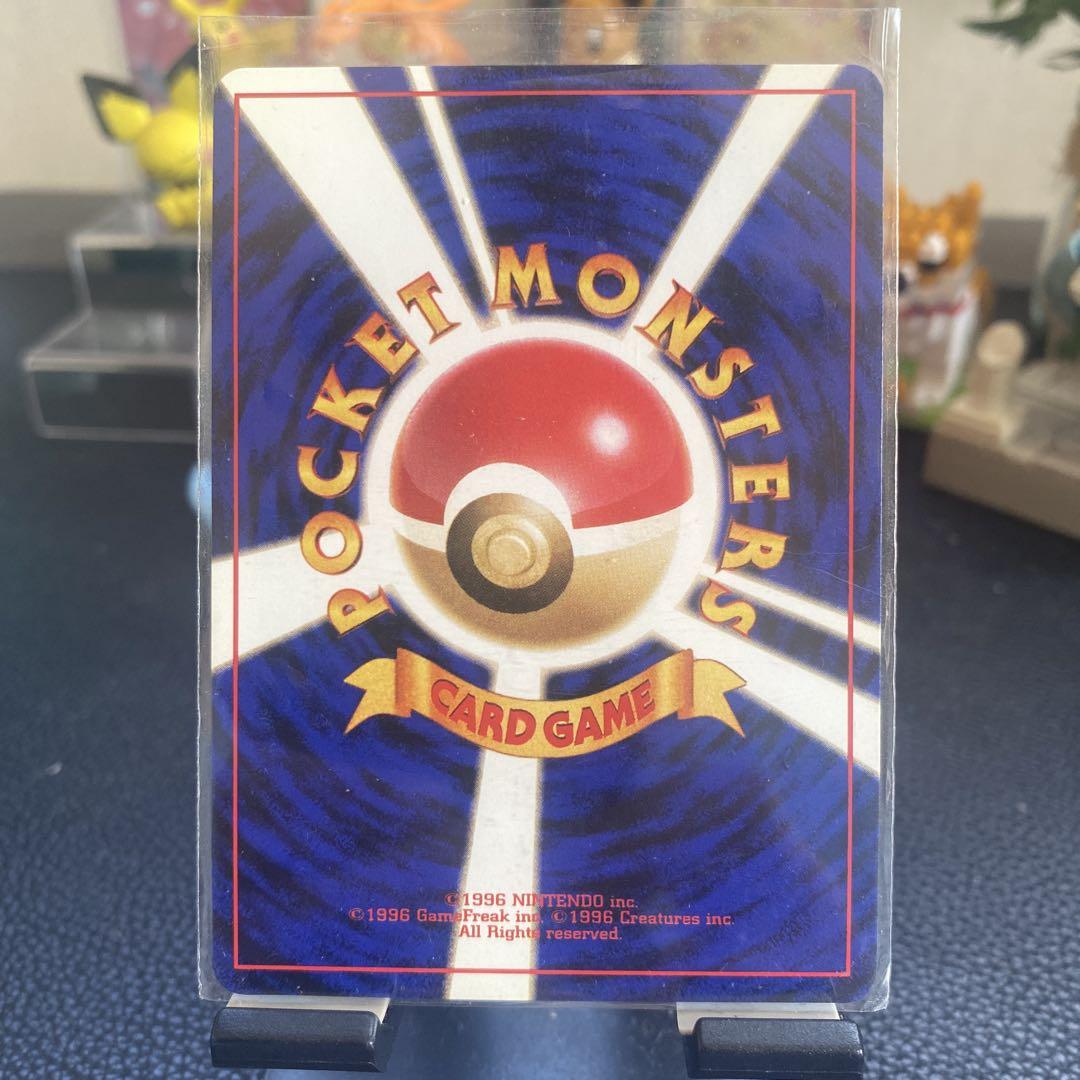 POCKET MONSTERS
CARD GAME
©1996 NINTENDO inc.
©1996 GameFreak inc. ©1996 Creatures inc.
All Rights reserved.